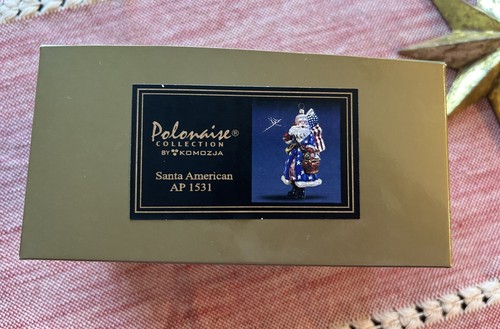 Polonaise®
COLLECTION
BY KOMOZJA
Santa American
AP 1531